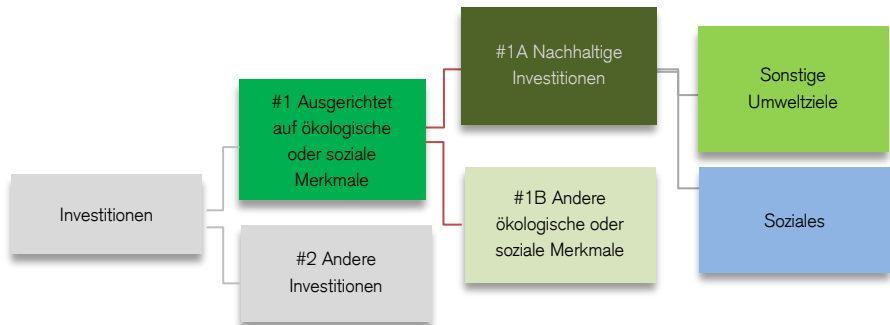 Investitionen
#1 Ausgerichtet
auf ökologische
oder soziale
Merkmale
#2 Andere
Investitionen
#1A Nachhaltige
Investitionen
#1B Andere
ökologische oder
soziale Merkmale
Sonstige
Umweltziele
Soziales